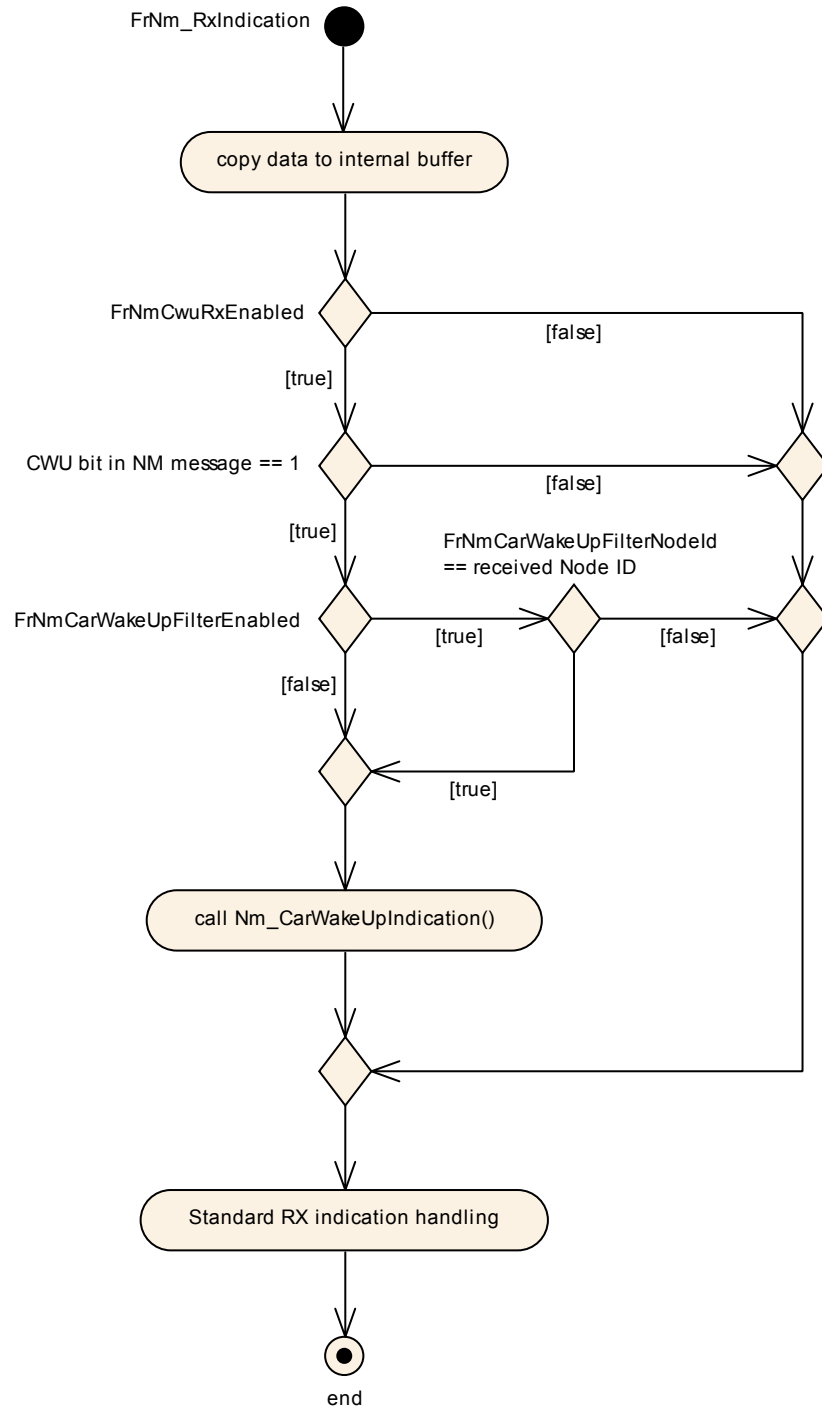 FrNm_RxIndication
copy data to internal buffer
FrNmCwuRxEnabled
[false]
[true]
CWU bit in NM message == 1
[false]
[true]
FrNmCarWakeUpFilterNodeId
== received Node ID
FrNmCarWakeUpFilterEnabled
[true]
[false]
[false]
[true]
call Nm_CarWakeUpIndication()
Standard RX indication handling
end